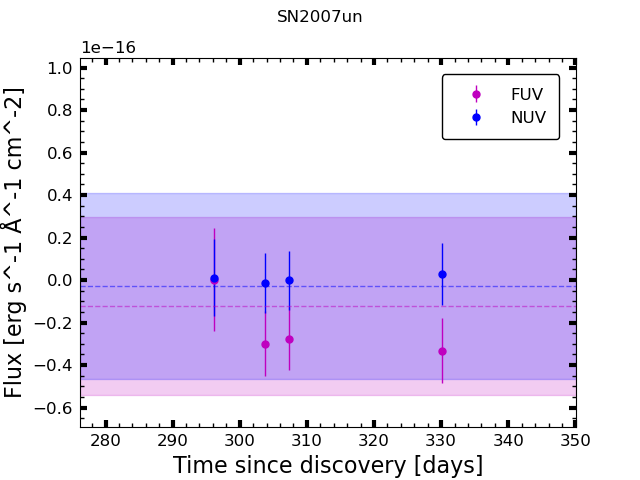 SN2007un
1e−16
1.0
0.8
0.6
0.4
0.2
0.0
−0.2
−0.4
−0.6
Flux [erg s^-1 Å^-1 cm^-2]
FUV
NUV
280 290 300 310 320 330 340 350
Time since discovery [days]